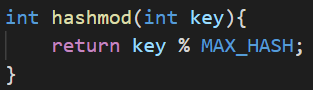 int hashmod(int key){
    return key % MAX_HASH;
}